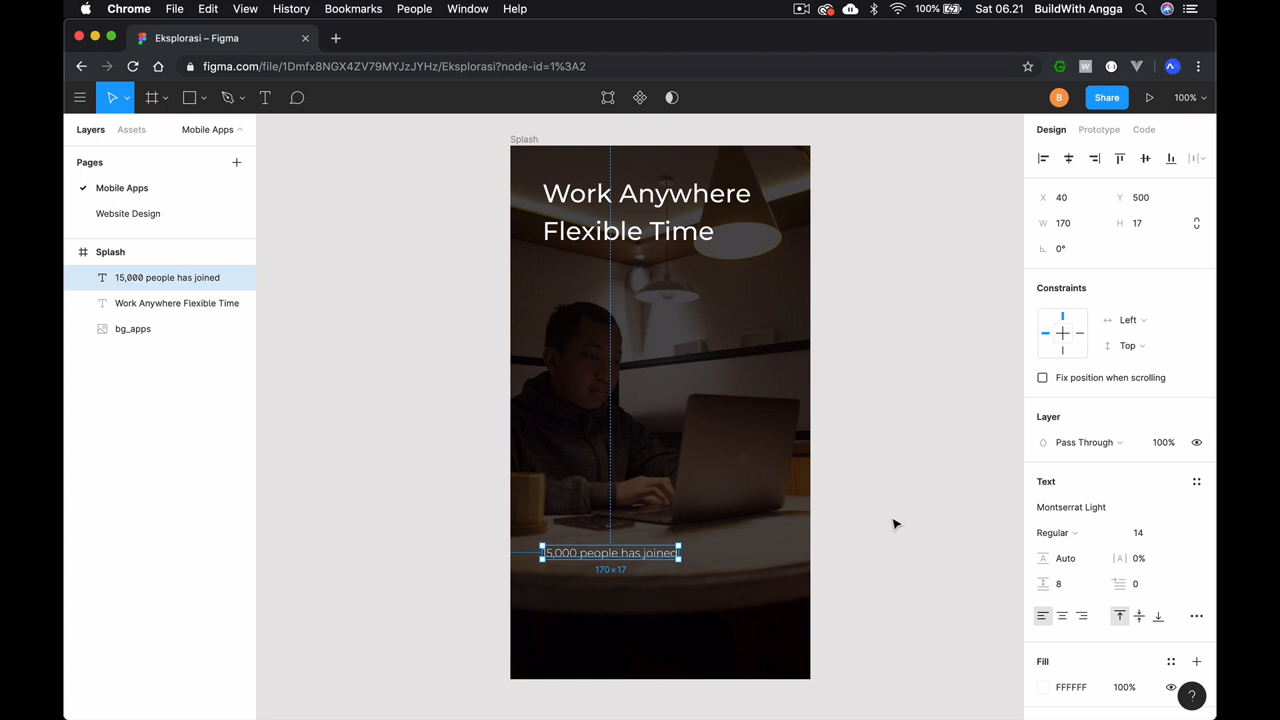 Chrome File Edit View History Bookmarks People Window Help 100% Sat 06.21 BuildWith Angga
Eksplorasi – Figma
figma.com/file/1Dmfx8NGX4ZV79MYJzJYHz/Eksplorasi?node-id=1%3A2
B Share 100%
Layers Assets Mobile Apps
Pages
Mobile Apps
Website Design
Splash
15,000 people has joined
Work Anywhere Flexible Time
bg_apps
Splash
Work Anywhere
Flexible Time
15,000 people has joined
170×17
Design Prototype Code
X 40 Y 500
W 170 H 17
0°
Constraints
Left
Top
Fix position when scrolling
Layer
Pass Through 100%
Text
Montserrat Light
Regular 14
A Auto |A| 0%
8 0
Fill
FFFFFF 100%
?